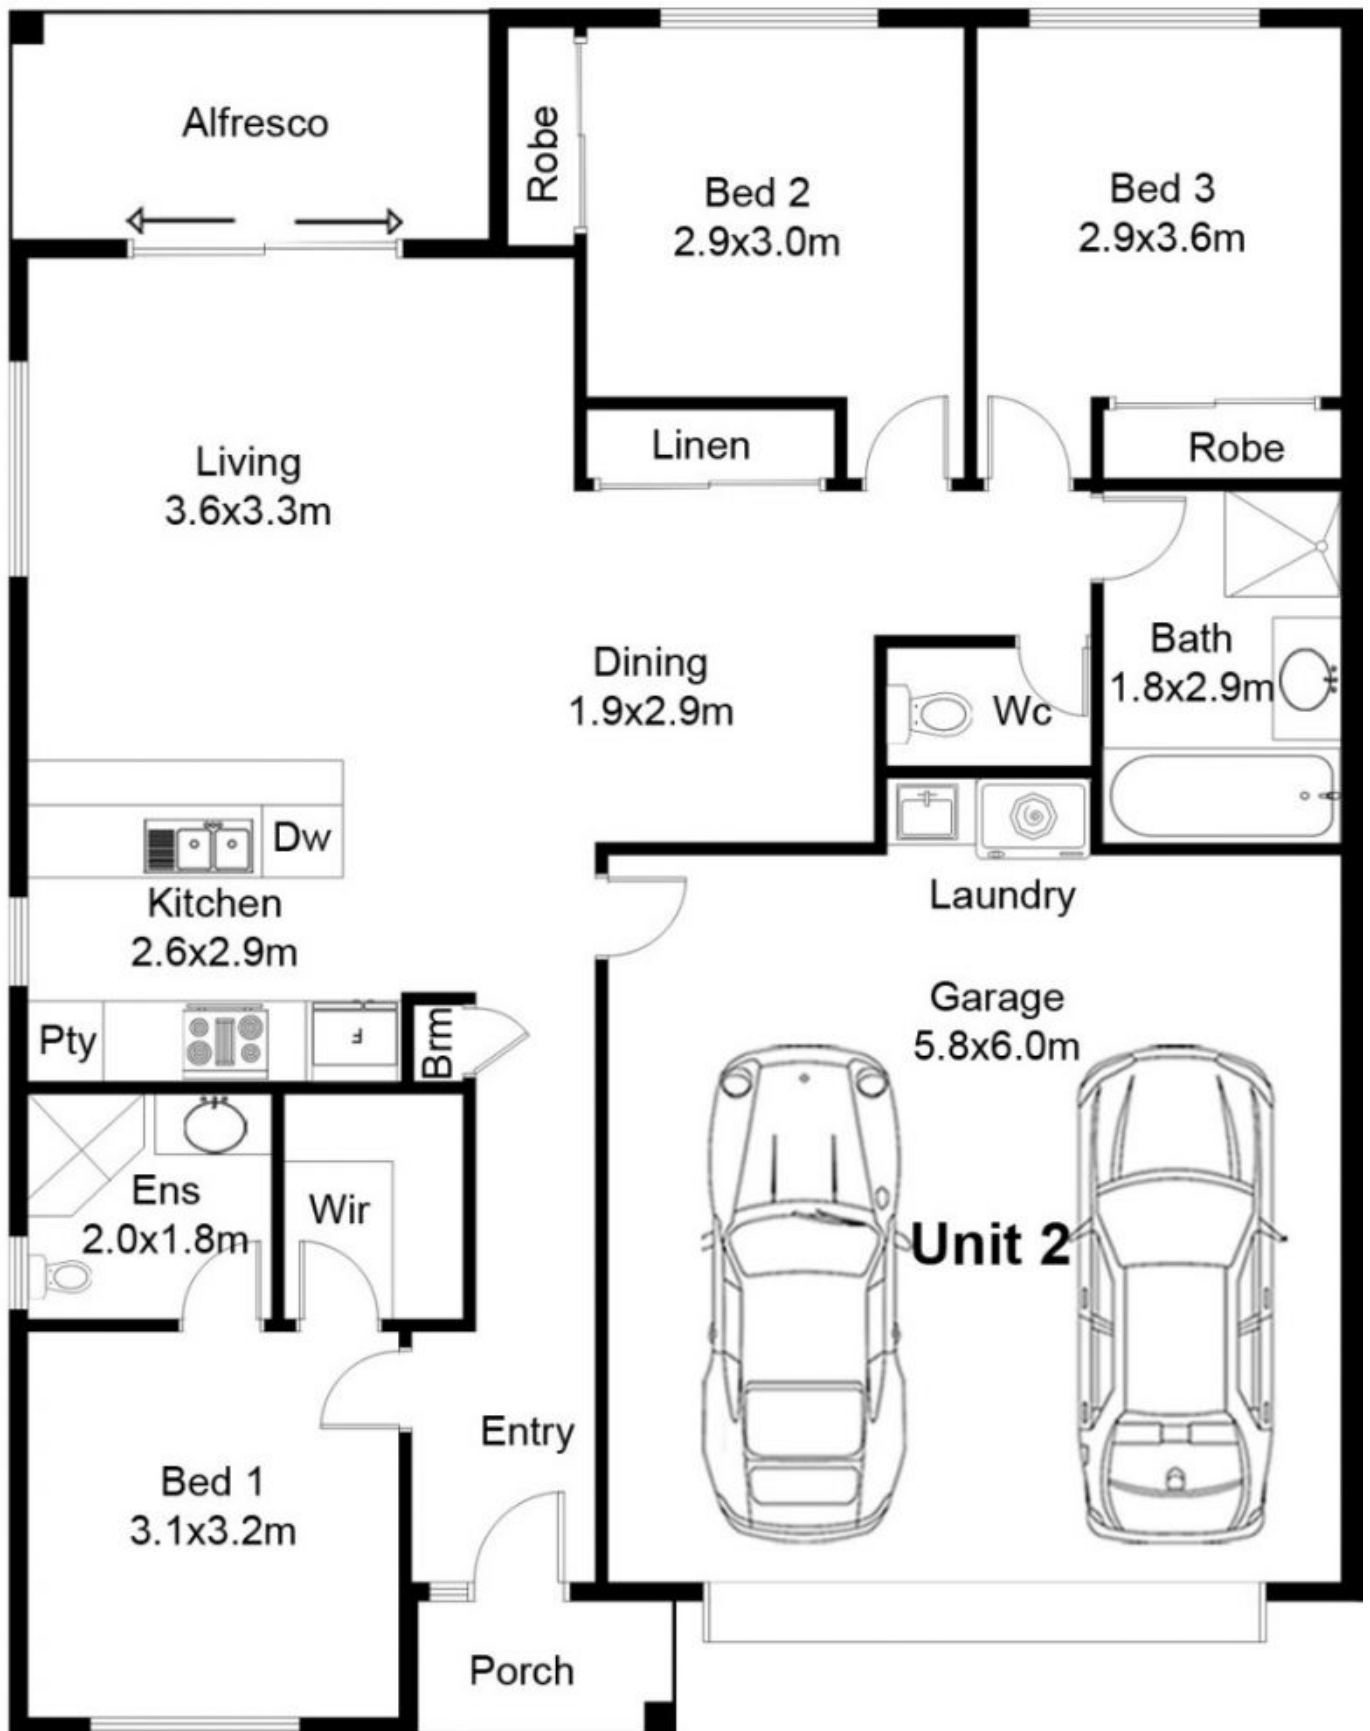 Alfresco
Robe
Bed 2
2.9x3.0m
Bed 3
2.9x3.6m
Living
3.6x3.3m
Linen
Robe
Dining
1.9x2.9m
Wc
Bath
1.8x2.9m
Dw
Kitchen
2.6x2.9m
Laundry
Garage
5.8x6.0m
Pty
F
Brm
Ens
2.0x1.8m
Wir
Unit 2
Entry
Bed 1
3.1x3.2m
Porch